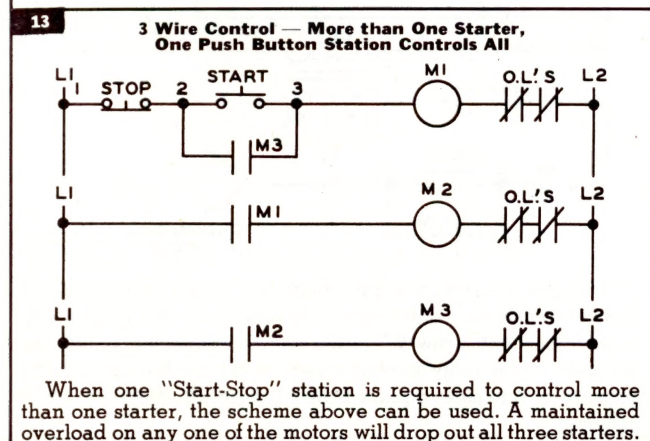 13
3 Wire Control — More than One Starter,
One Push Button Station Controls All
L1 1 STOP 2 START 3 M1 O.L'.S L2
M3
L1 M1 M2 O.L'.S L2
L1 M2 M3 O.L'.S L2
When one "Start-Stop" station is required to control more
than one starter, the scheme above can be used. A maintained
overload on any one of the motors will drop out all three starters.